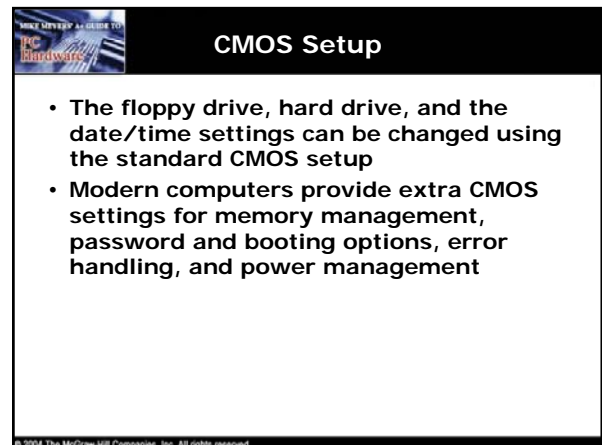 MIKE MEYERS' A+ GUIDE TO
PC
Hardware
CMOS Setup
• The floppy drive, hard drive, and the
date/time settings can be changed using
the standard CMOS setup
• Modern computers provide extra CMOS
settings for memory management,
password and booting options, error
handling, and power management
© 2004 The McGraw-Hill Companies, Inc. All rights reserved.